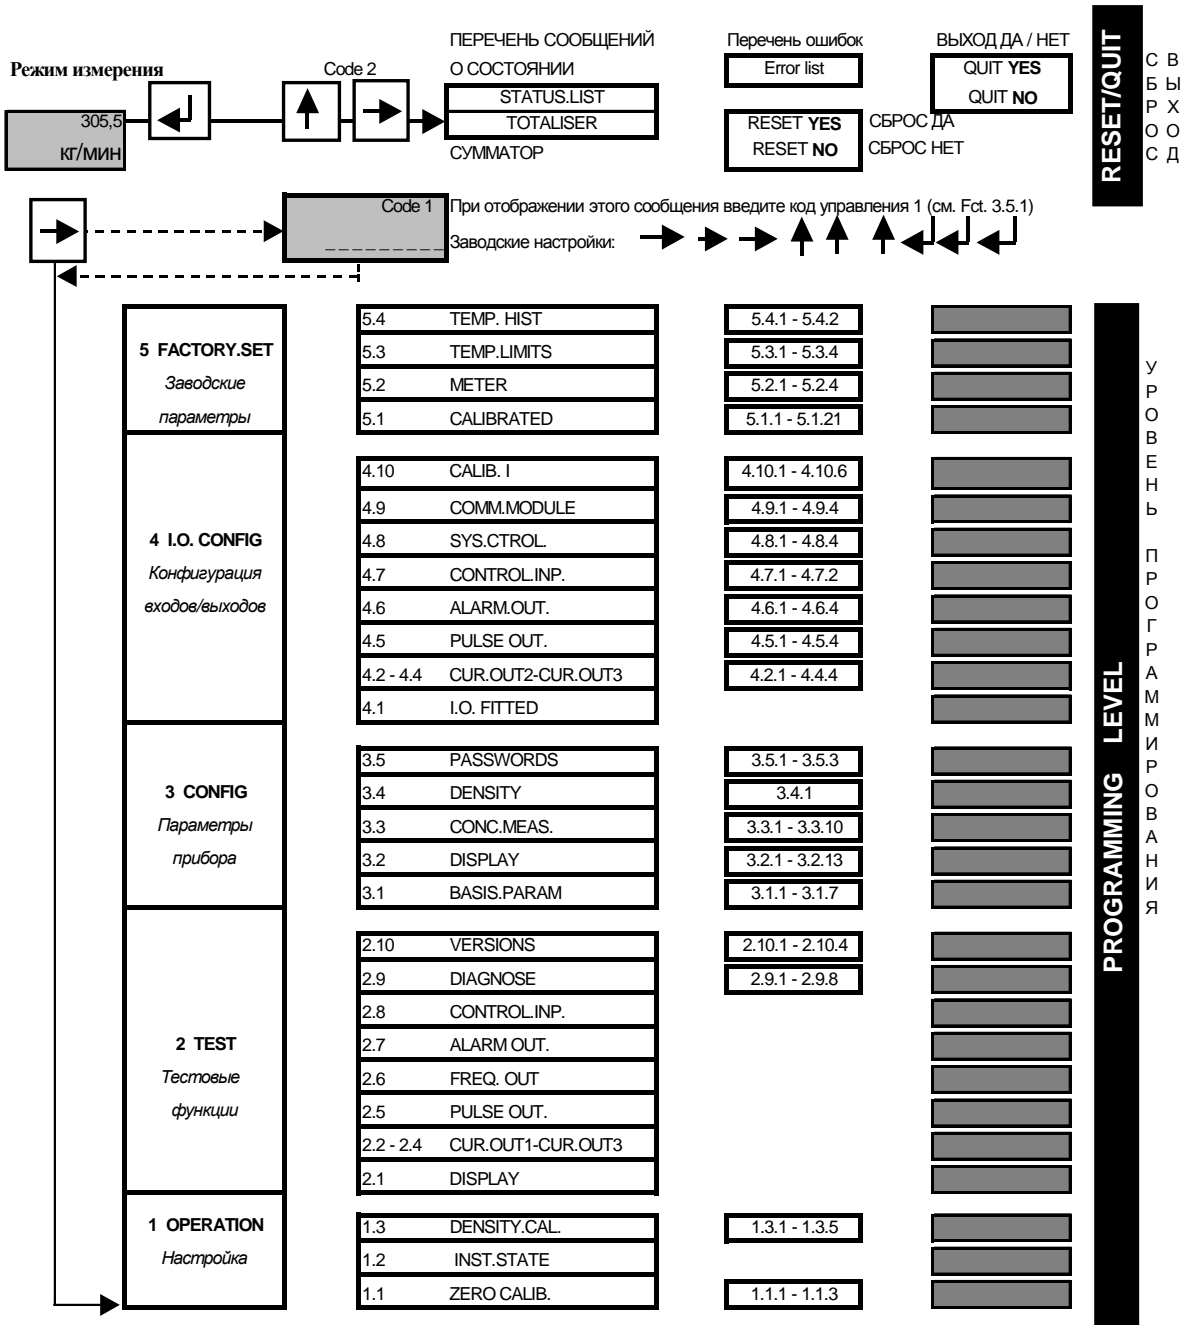 ПЕРЕЧЕНЬ СООБЩЕНИЙ
О СОСТОЯНИИ
Перечень ошибок
ВЫХОД ДА / НЕТ
Режим измерения
Code 2
STATUS.LIST
TOTALISER
СУММАТОР
Error list
QUIT YES
QUIT NO
305,5
КГ/МИН
RESET YES СБРОС ДА
RESET NO СБРОС НЕТ
RESET/QUIT
СБРОС
ВЫХОД
Code 1
_ _ _ _ _ _ _ _ _
При отображении этого сообщения введите код управления 1 (см. Fct. 3.5.1)
Заводские настройки:
5 FACTORY.SET
Заводские
параметры
5.4 TEMP. HIST 5.4.1 - 5.4.2
5.3 TEMP.LIMITS 5.3.1 - 5.3.4
5.2 METER 5.2.1 - 5.2.4
5.1 CALIBRATED 5.1.1 - 5.1.21
4 I.O. CONFIG
Конфигурация
входов/выходов
4.10 CALIB. I 4.10.1 - 4.10.6
4.9 COMM.MODULE 4.9.1 - 4.9.4
4.8 SYS.CTROL. 4.8.1 - 4.8.4
4.7 CONTROL.INP. 4.7.1 - 4.7.2
4.6 ALARM.OUT. 4.6.1 - 4.6.4
4.5 PULSE OUT. 4.5.1 - 4.5.4
4.2 - 4.4 CUR.OUT2-CUR.OUT3 4.2.1 - 4.4.4
4.1 I.O. FITTED
3 CONFIG
Параметры
прибора
3.5 PASSWORDS 3.5.1 - 3.5.3
3.4 DENSITY 3.4.1
3.3 CONC.MEAS. 3.3.1 - 3.3.10
3.2 DISPLAY 3.2.1 - 3.2.13
3.1 BASIS.PARAM 3.1.1 - 3.1.7
2 TEST
Тестовые
функции
2.10 VERSIONS 2.10.1 - 2.10.4
2.9 DIAGNOSE 2.9.1 - 2.9.8
2.8 CONTROL.INP.
2.7 ALARM OUT.
2.6 FREQ. OUT
2.5 PULSE OUT.
2.2 - 2.4 CUR.OUT1-CUR.OUT3
2.1 DISPLAY
1 OPERATION
Настройка
1.3 DENSITY.CAL. 1.3.1 - 1.3.5
1.2 INST.STATE
1.1 ZERO CALIB. 1.1.1 - 1.1.3
PROGRAMMING LEVEL
УРОВЕНЬ ПРОГРАММИРОВАНИЯ